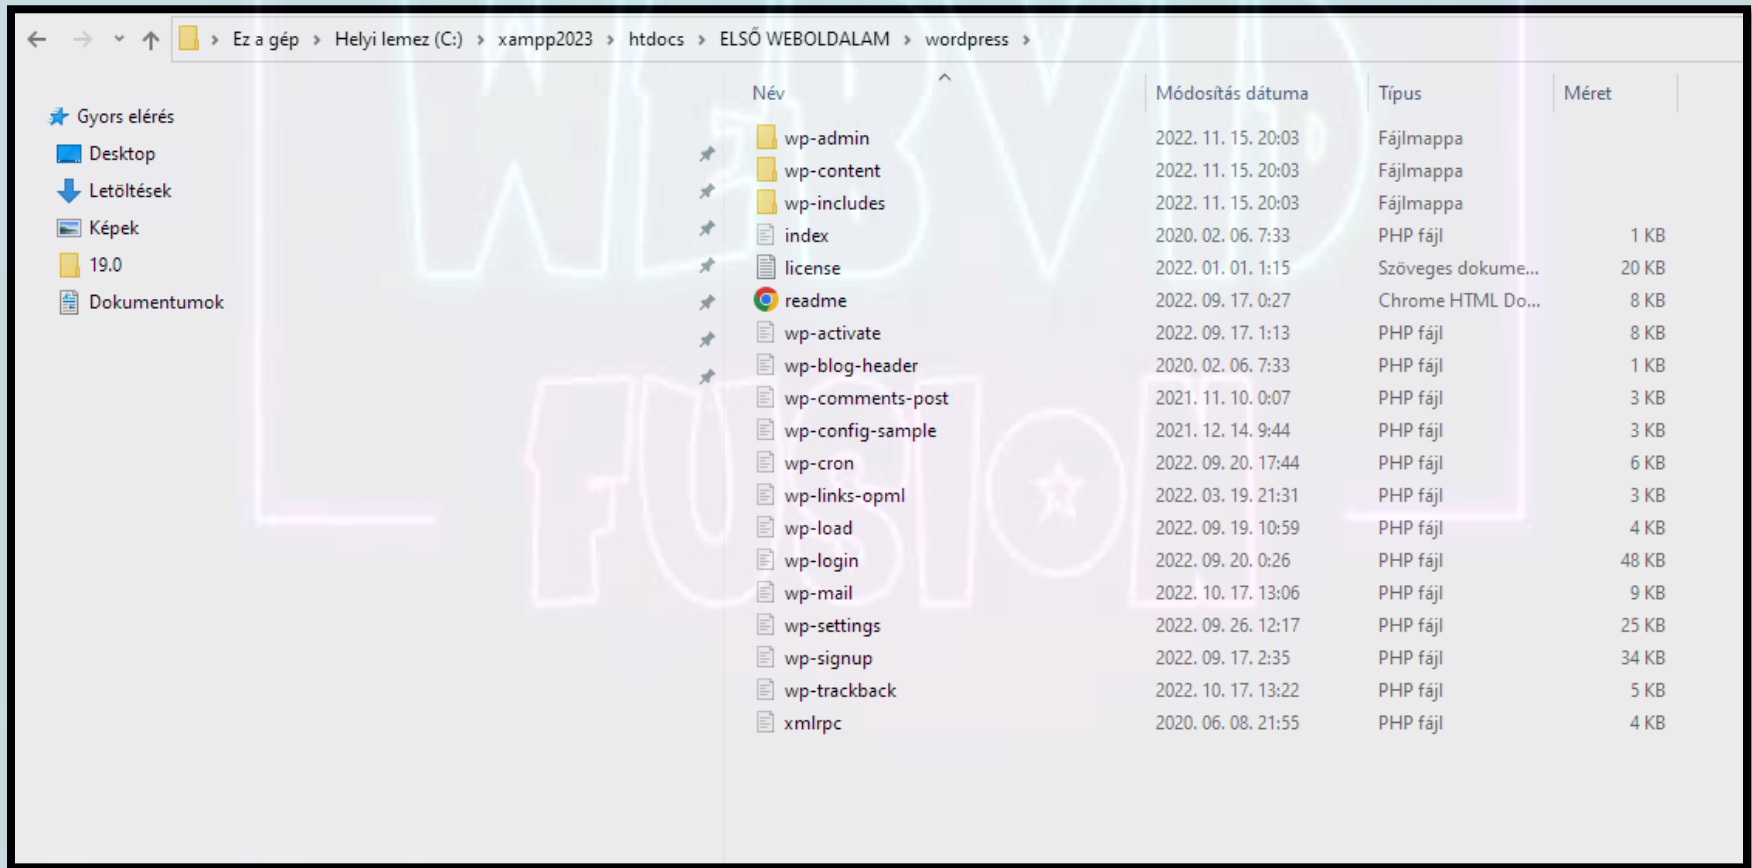 Ez a gép > Helyi lemez (C:) > xampp2023 > htdocs > ELSŐ WEBOLDALAM > wordpress >
Gyors elérés
Desktop
Letöltések
Képek
19.0
Dokumentumok
Név Módosítás dátuma Típus Méret
wp-admin 2022. 11. 15. 20:03 Fájlmappa
wp-content 2022. 11. 15. 20:03 Fájlmappa
wp-includes 2022. 11. 15. 20:03 Fájlmappa
index 2020. 02. 06. 7:33 PHP fájl 1 KB
license 2022. 01. 01. 1:15 Szöveges dokume... 20 KB
readme 2022. 09. 17. 0:27 Chrome HTML Do... 8 KB
wp-activate 2022. 09. 17. 1:13 PHP fájl 8 KB
wp-blog-header 2020. 02. 06. 7:33 PHP fájl 1 KB
wp-comments-post 2021. 11. 10. 0:07 PHP fájl 3 KB
wp-config-sample 2021. 12. 14. 9:44 PHP fájl 3 KB
wp-cron 2022. 09. 20. 17:44 PHP fájl 6 KB
wp-links-opml 2022. 03. 19. 21:31 PHP fájl 3 KB
wp-load 2022. 09. 19. 10:59 PHP fájl 4 KB
wp-login 2022. 09. 20. 0:26 PHP fájl 48 KB
wp-mail 2022. 10. 17. 13:06 PHP fájl 9 KB
wp-settings 2022. 09. 26. 12:17 PHP fájl 25 KB
wp-signup 2022. 09. 17. 2:35 PHP fájl 34 KB
wp-trackback 2022. 10. 17. 13:22 PHP fájl 5 KB
xmlrpc 2020. 06. 08. 21:55 PHP fájl 4 KB
WEBVIP
FUSION